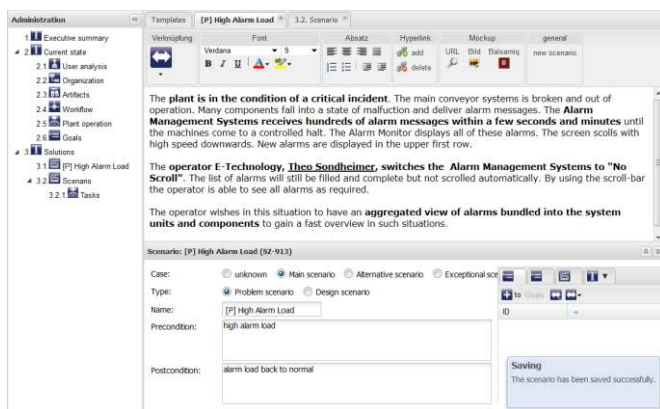 Administration
1 Executive summary
2 Current state
2.1 User analysis
2.2 Organization
2.3 Artifacts
2.4 Workflow
2.5 Plant operation
2.6 Goals
3 Solutions
3.1 [P] High Alarm Load
3.2 Scenario
3.2.1 Tasks
Templates [P] High Alarm Load 3.2. Scenario
Verknüpfung Font Absatz Hyperlink Mockup general
Verdana 9 add URL Bild Balsamiq new scenario
B I U A delete
The plant is in the condition of a critical incident. The main conveyor systems is broken and out of
operation. Many components fall into a state of malfunction and deliver alarm messages. The Alarm
Management Systems receives hundreds of alarm messages within a few seconds and minutes until
the machines come to a controlled halt. The Alarm Monitor displays all of these alarms. The screen scolls with
high speed downwards. New alarms are displayed in the upper first row.
The operator E-Technology, Theo Sondheimer, switches the Alarm Management Systems to "No
Scroll". The list of alarms will still be filled and complete but not scrolled automatically. By using the scroll-bar
the operator is able to see all alarms as required.
The operator wishes in this situation to have an aggregated view of alarms bundled into the system
units and components to gain a fast overview in such situations.
Scenario: [P] High Alarm Load (SZ-913)
Case: unknown Main scenario Alternative scenario Exceptional sce
Type: Problem scenario Design scenario
to Goals
Name: [P] High Alarm Load
ID
Precondition: high alarm load
Postcondition: alarm load back to normal
Saving
The scenario has been saved successfully.